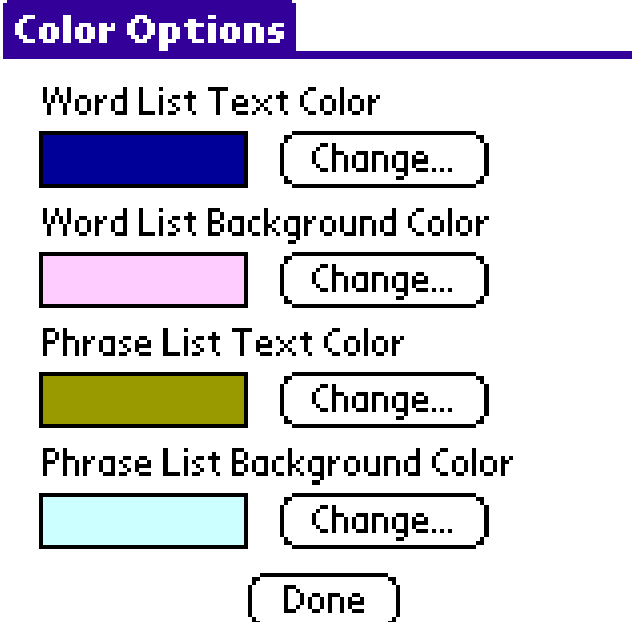 Color Options
Word List Text Color
Change...
Word List Background Color
Change...
Phrase List Text Color
Change...
Phrase List Background Color
Change...
Done